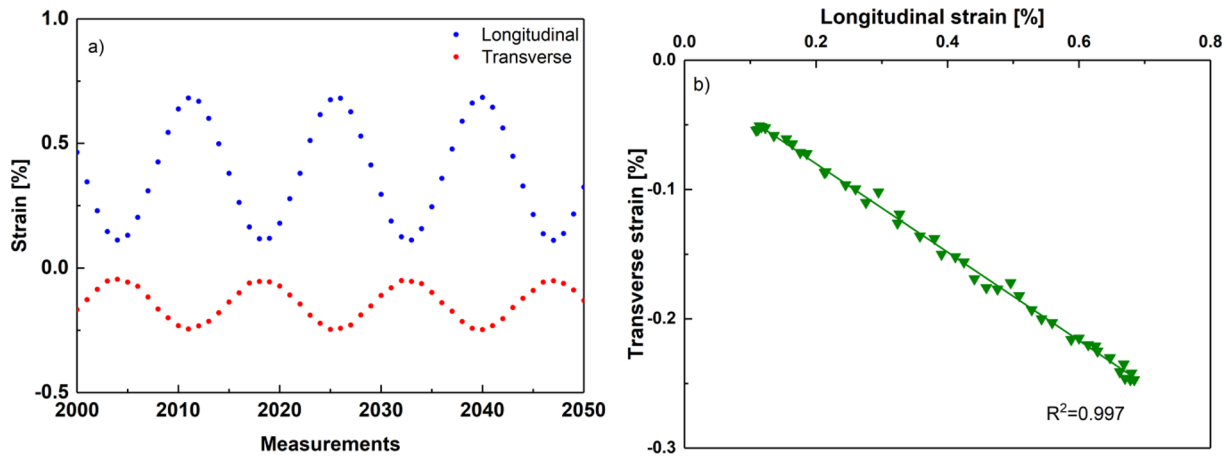 1.0
0.5
0.0
-0.5
Strain [%]
a)
Longitudinal
Transverse
2000
2010
2020
2030
2040
2050
Measurements
Longitudinal strain [%]
0.0
0.2
0.4
0.6
0.8
0.0
-0.1
-0.2
-0.3
Transverse strain [%]
b)
R²=0.997